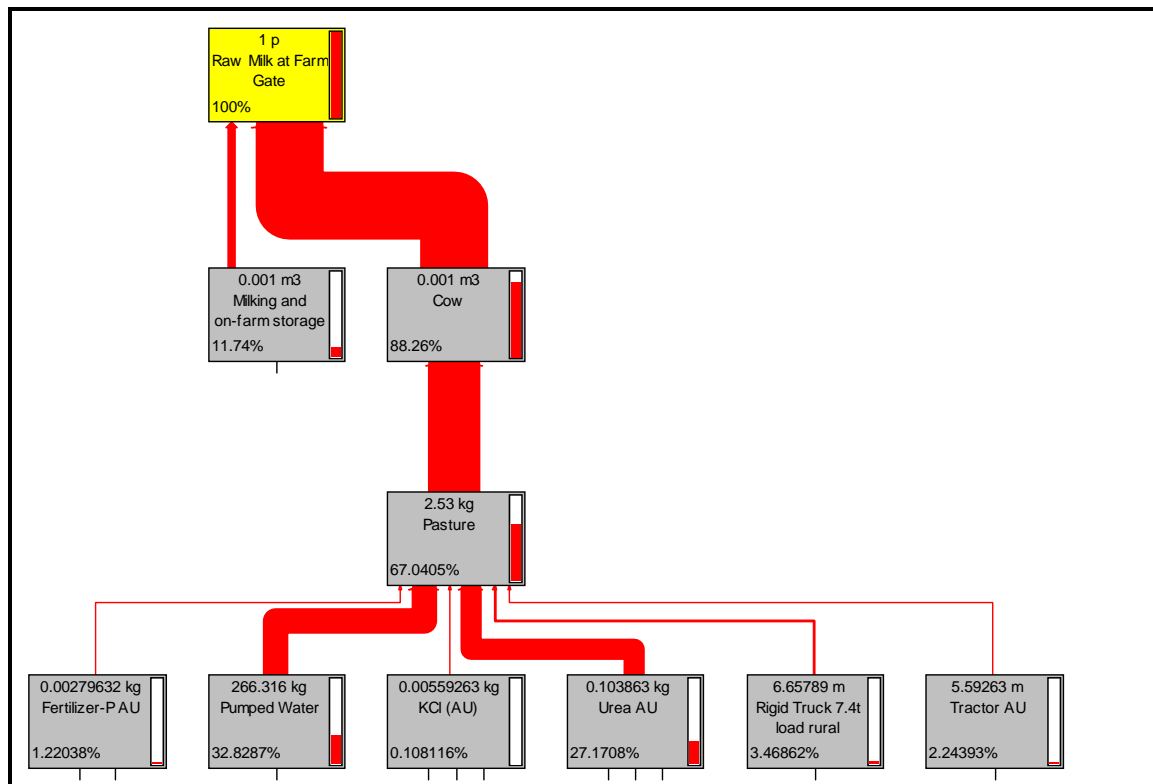 1 p
Raw Milk at Farm
Gate
100%
0.001 m3
Milking and
on-farm storage
11.74%
0.001 m3
Cow
88.26%
2.53 kg
Pasture
67.0405%
0.00279632 kg
Fertilizer-P AU
1.22038%
266.316 kg
Pumped Water
32.8287%
0.00559263 kg
KCl (AU)
0.108116%
0.103863 kg
Urea AU
27.1708%
6.65789 m
Rigid Truck 7.4t
load rural
3.46862%
5.59263 m
Tractor AU
2.24393%